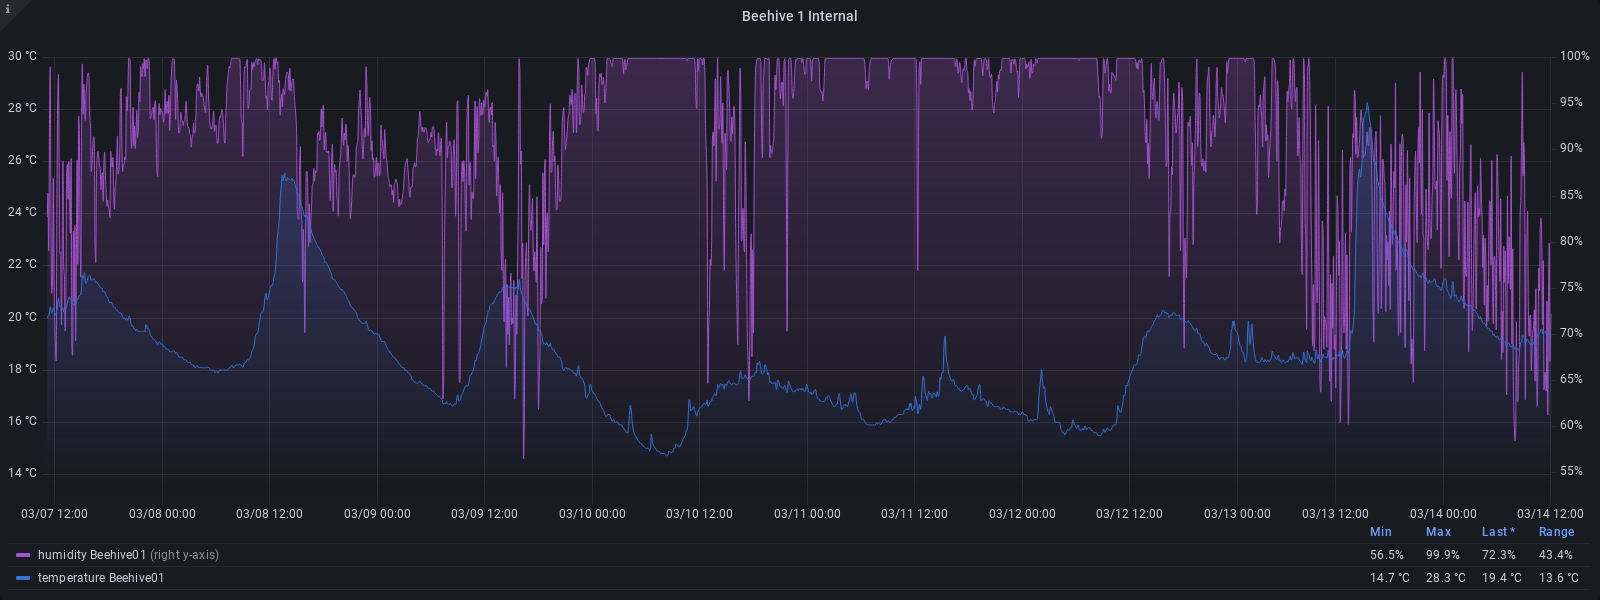 i
Beehive 1 Internal
30 °C
28 °C
26 °C
24 °C
22 °C
20 °C
18 °C
16 °C
14 °C
100%
95%
90%
85%
80%
75%
70%
65%
60%
55%
03/07 12:00 03/08 00:00 03/08 12:00 03/09 00:00 03/09 12:00 03/10 00:00 03/10 12:00 03/11 00:00 03/11 12:00 03/12 00:00 03/12 12:00 03/13 00:00 03/13 12:00 03/14 00:00 03/14 12:00
Min Max Last * Range
humidity Beehive01 (right y-axis) 56.5% 99.9% 72.3% 43.4%
temperature Beehive01 14.7 °C 28.3 °C 19.4 °C 13.6 °C